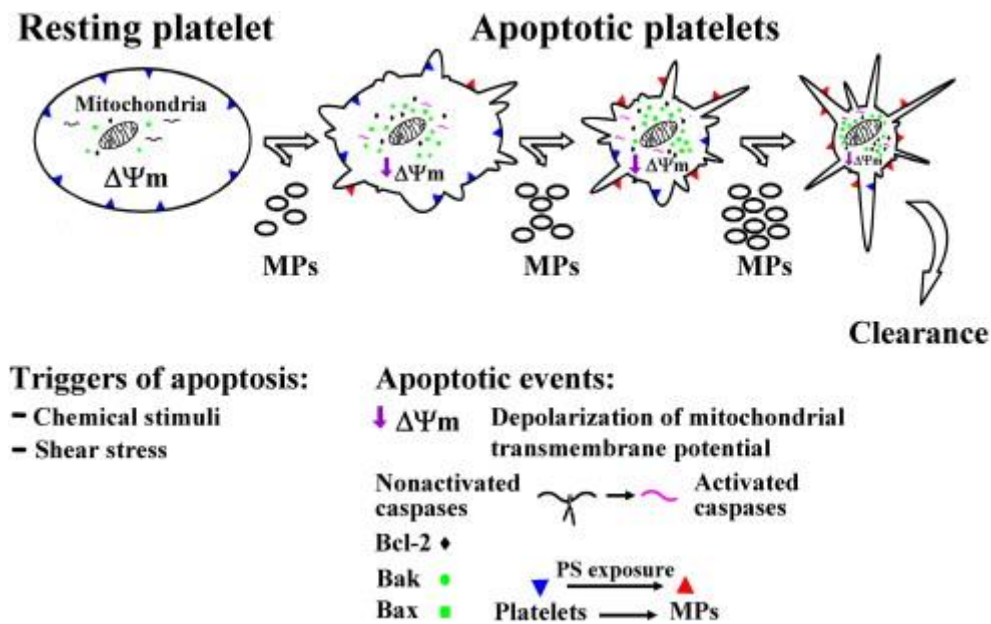 Resting platelet
Apoptotic platelets
Mitochondria
ΔΨm
ΔΨm
ΔΨm
ΔΨm
MPs
MPs
MPs
Clearance
Triggers of apoptosis:
– Chemical stimuli
– Shear stress
Apoptotic events:
ΔΨm Depolarization of mitochondrial
transmembrane potential
Nonactivated
caspases
Activated
caspases
Bcl-2
Bak
Bax
PS exposure
Platelets
MPs